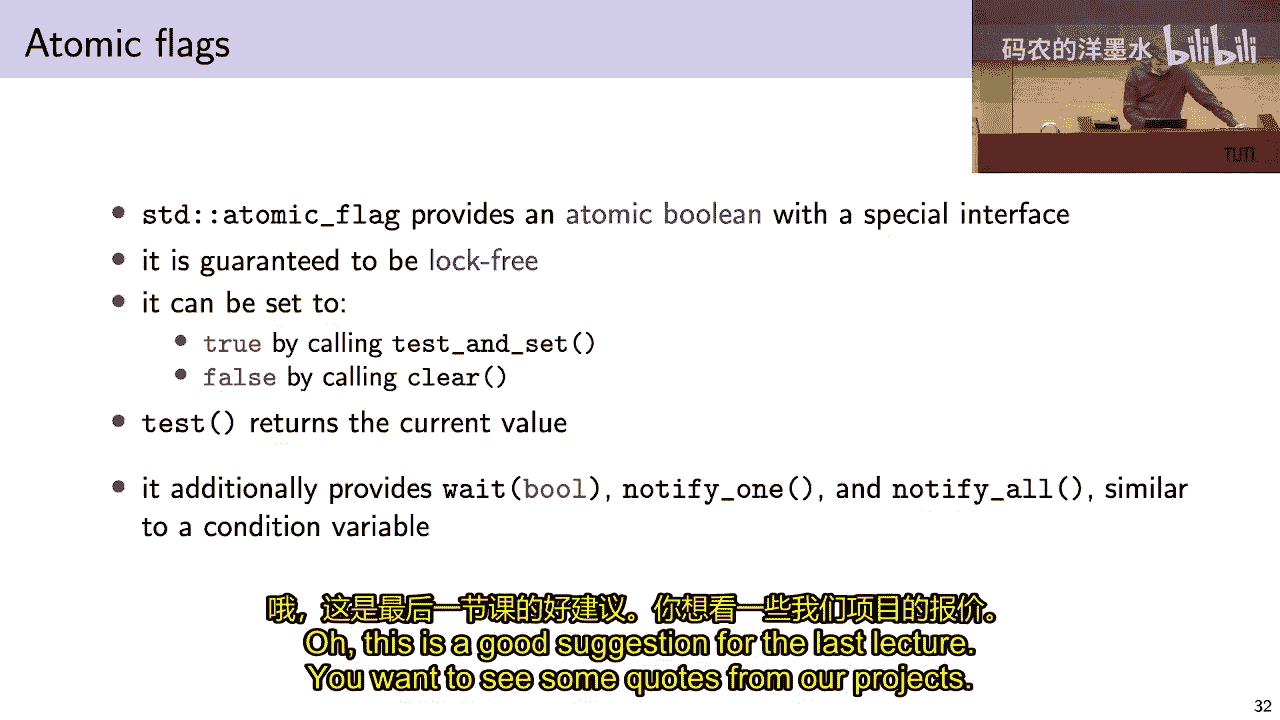 Atomic flags
码农的洋墨水 bilibili
TUM
• std::atomic_flag provides an atomic boolean with a special interface
• it is guaranteed to be lock-free
• it can be set to:
• true by calling test_and_set()
• false by calling clear()
• test() returns the current value
• it additionally provides wait(bool), notify_one(), and notify_all(), similar
to a condition variable
哦，这是最后一节课的好建议。你想看一些我们项目的报价。
Oh, this is a good suggestion for the last lecture.
You want to see some quotes from our projects.
32